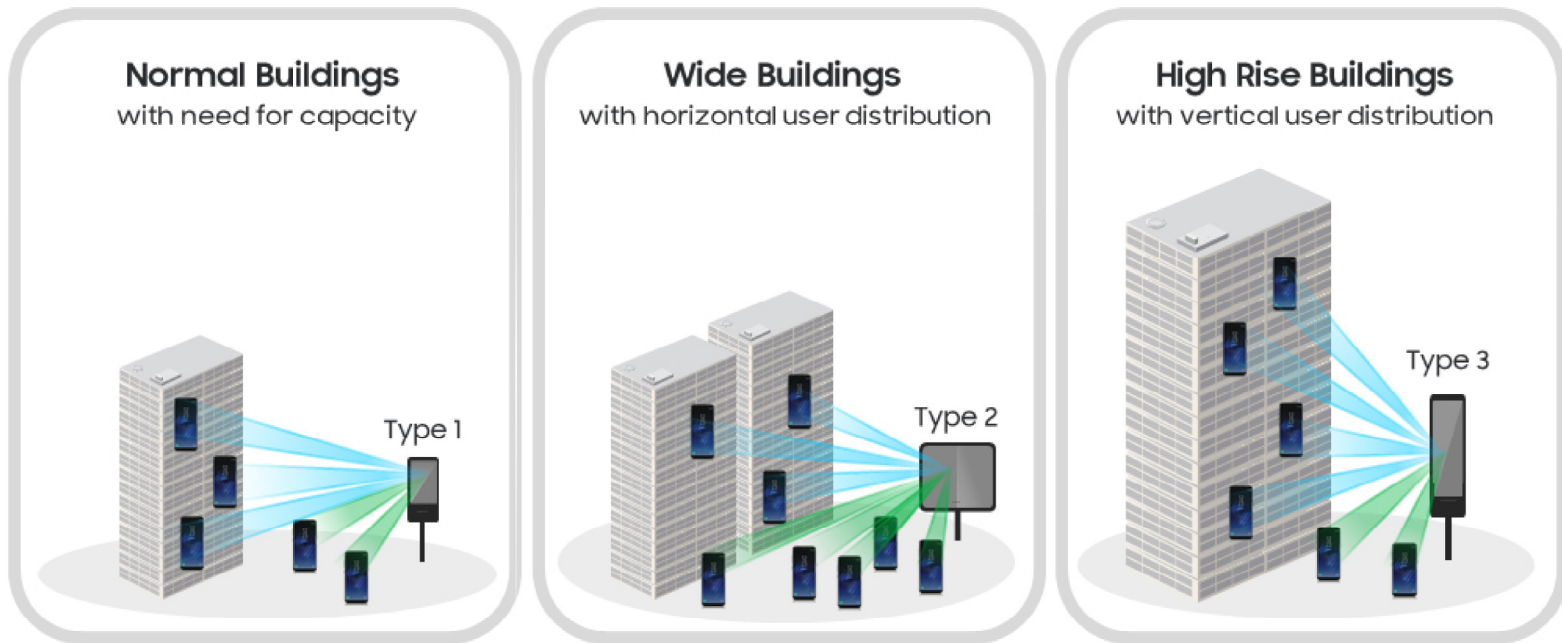 Normal Buildings
with need for capacity
Type 1
Wide Buildings
with horizontal user distribution
Type 2
High Rise Buildings
with vertical user distribution
Type 3